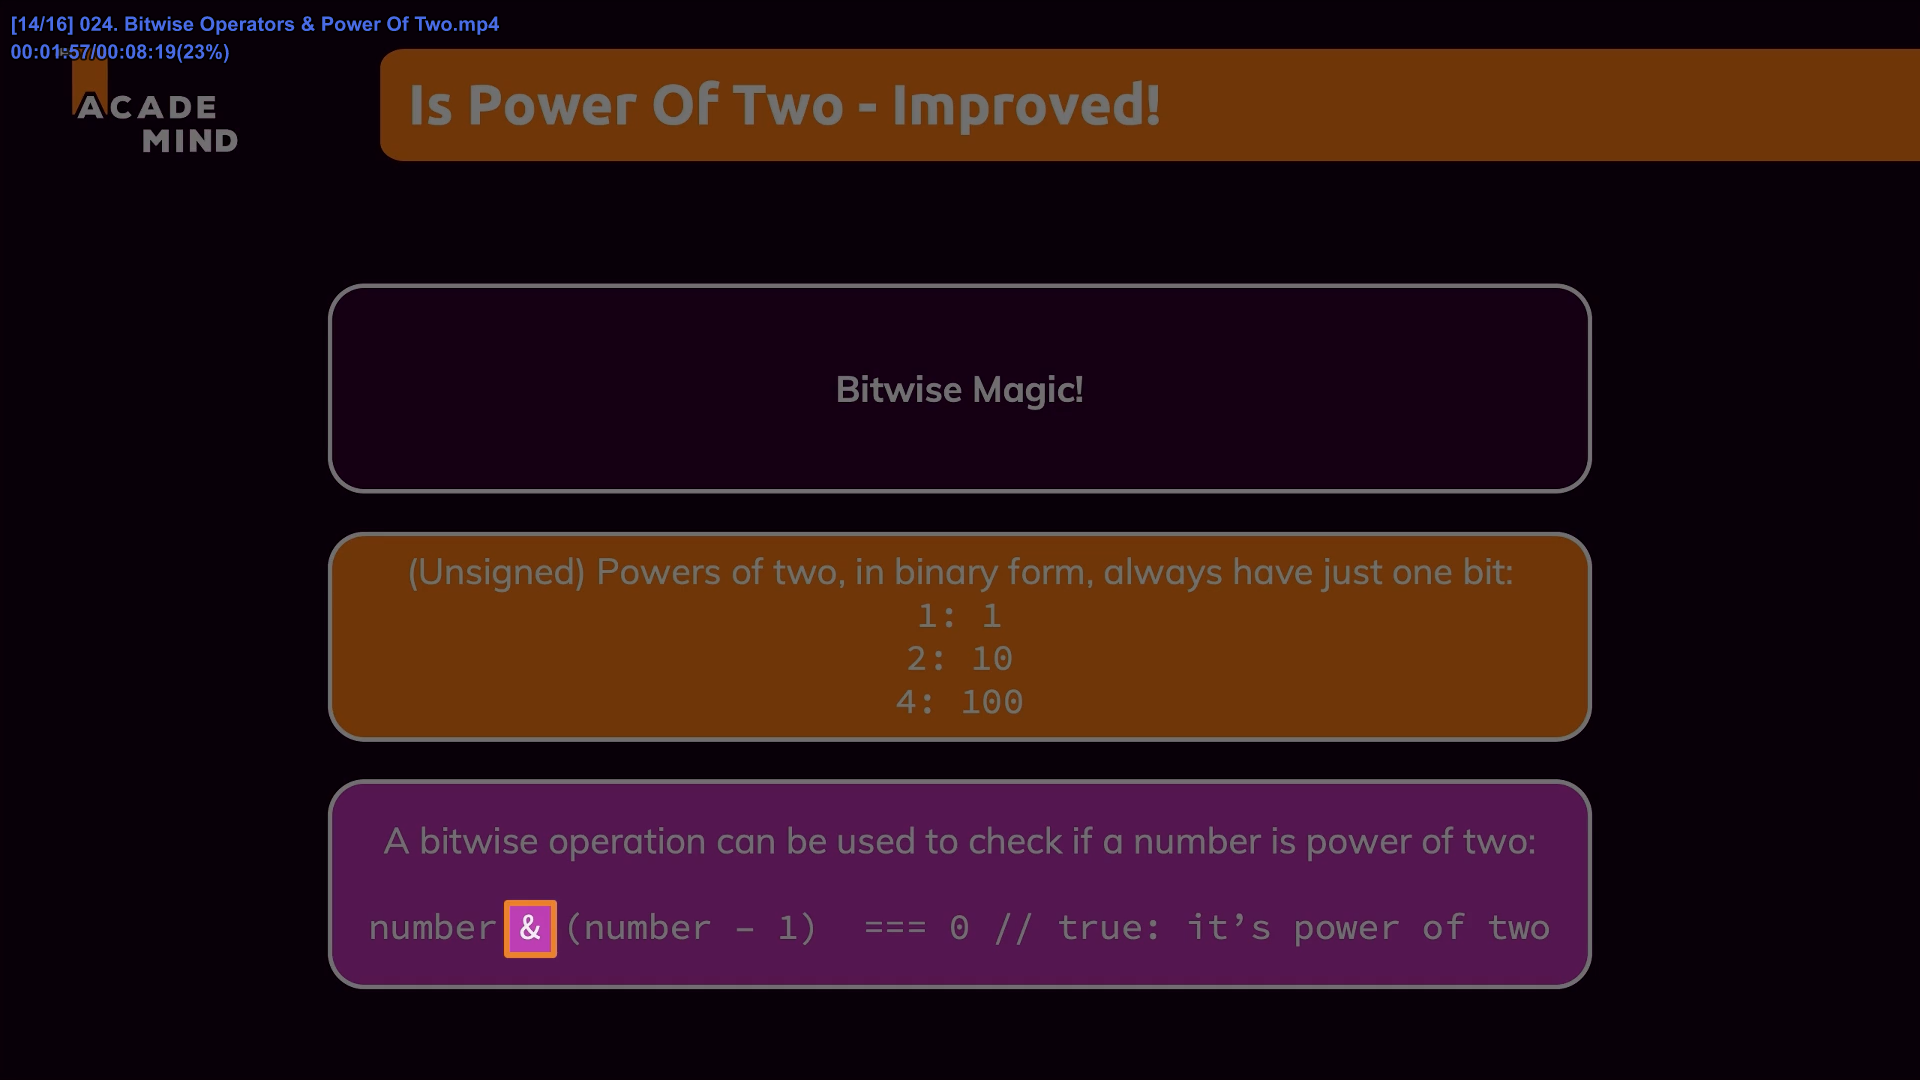 [14/16] 024. Bitwise Operators & Power Of Two.mp4
00:01:57/00:08:19(23%)
ACADE
MIND
Is Power Of Two - Improved!
Bitwise Magic!
(Unsigned) Powers of two, in binary form, always have just one bit:
1: 1
2: 10
4: 100
A bitwise operation can be used to check if a number is power of two:
number & (number – 1)  === 0 // true: it’s power of two